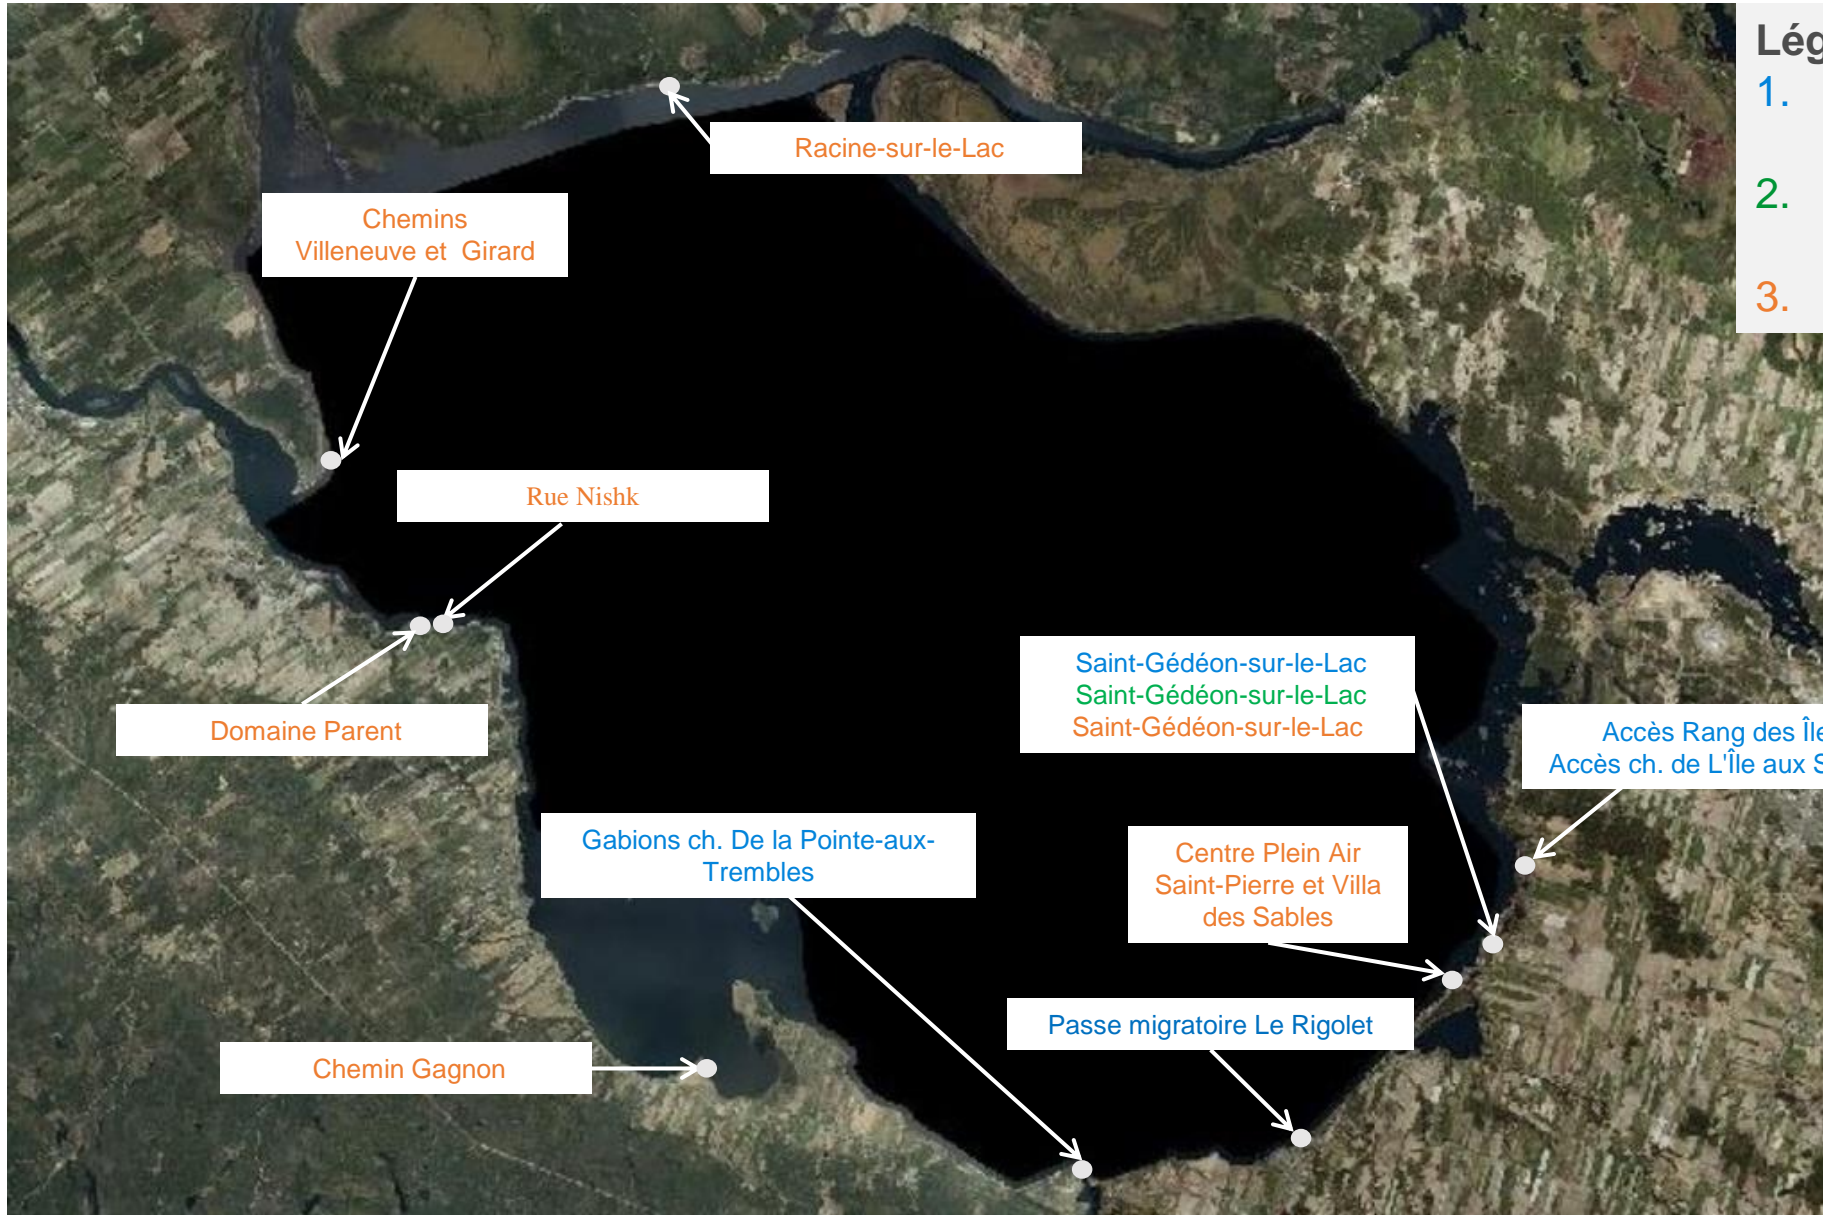 Lég
1.
2.
3.
Racine-sur-le-Lac
Chemins
Villeneuve et Girard
Rue Nishk
Domaine Parent
Saint-Gédéon-sur-le-Lac
Saint-Gédéon-sur-le-Lac
Saint-Gédéon-sur-le-Lac
Accès Rang des Île
Accès ch. de L'Île aux S
Gabions ch. De la Pointe-aux-
Trembles
Centre Plein Air
Saint-Pierre et Villa
des Sables
Passe migratoire Le Rigolet
Chemin Gagnon